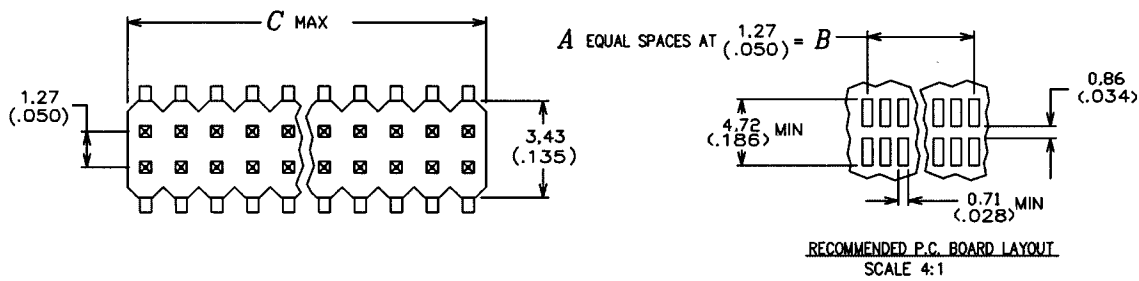 C MAX
A EQUAL SPACES AT 1.27 (.050) = B
1.27
(.050)
3.43
(.135)
4.72
(.186) MIN
0.86
(.034)
0.71
(.028) MIN
RECOMMENDED P.C. BOARD LAYOUT
SCALE 4:1